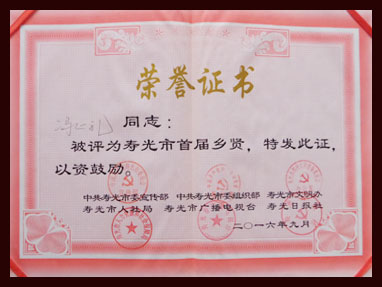 荣誉证书
同志：
被评为寿光市首届乡贤，特发此证，
以资鼓励。
中共寿光市委宣传部 中共寿光市委组织部 寿光市文明办
寿光市人社局 寿光市广播电视台 寿光日报社
二〇一六年九月